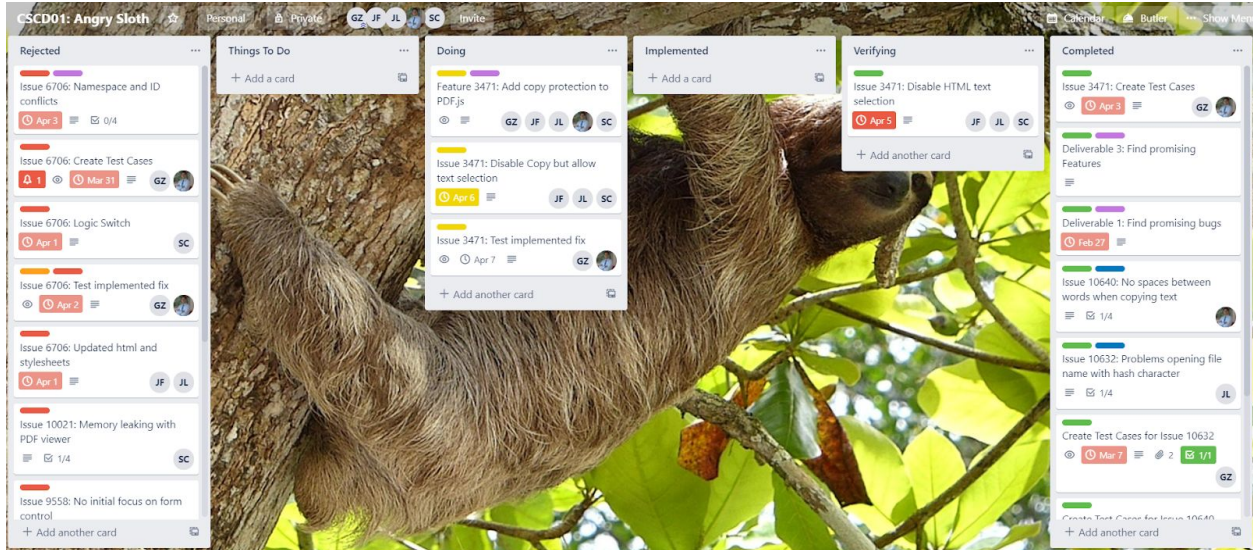 CSCD01: Angry Sloth
Personal
Private
GZ JF JL SC
Invite
Calendar
Butler
Show Menu
Rejected
Issue 6706: Namespace and ID
conflicts
Apr 3 0/4
Issue 6706: Create Test Cases
1 Mar 31 GZ
Issue 6706: Logic Switch
Apr 1 SC
Issue 6706: Test implemented fix
Apr 2 GZ
Issue 6706: Updated html and
stylesheets
Apr 1 JF JL
Issue 10021: Memory leaking with
PDF viewer
1/4 SC
Issue 9558: No initial focus on form
control
+ Add another card
Things To Do
+ Add a card
Doing
Feature 3471: Add copy protection to
PDF.js
GZ JF JL SC
Issue 3471: Disable Copy but allow
text selection
Apr 6 JF JL SC
Issue 3471: Test implemented fix
Apr 7 GZ
+ Add another card
Implemented
+ Add a card
Verifying
Issue 3471: Disable HTML text
selection
Apr 5 JF JL SC
+ Add another card
Completed
Issue 3471: Create Test Cases
Apr 3 GZ
Deliverable 3: Find promising
Features
Deliverable 1: Find promising bugs
Feb 27
Issue 10640: No spaces between
words when copying text
1/4
Issue 10632: Problems opening file
name with hash character
1/4 JL
Create Test Cases for Issue 10632
Mar 7 2 1/1
GZ
Create Test Cases for Issue 10640
+ Add another card